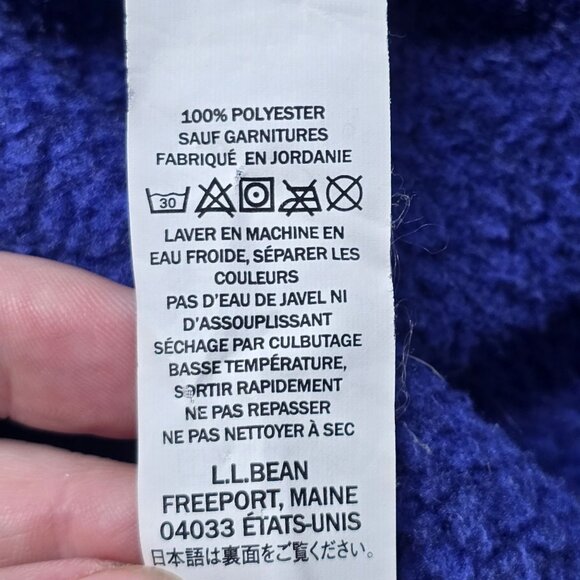 100% POLYESTER
SAUF GARNITURES
FABRIQUÉ EN JORDANIE
30
LAVER EN MACHINE EN
EAU FROIDE, SÉPARER LES
COULEURS
PAS D'EAU DE JAVEL NI
D'ASSOUPLISSANT
SÉCHAGE PAR CULBUTAGE
BASSE TEMPÉRATURE,
SORTIR RAPIDEMENT
NE PAS REPASSER
NE PAS NETTOYER À SEC
L.L.BEAN
FREEPORT, MAINE
04033 ÉTATS-UNIS
日本語は裏面をご覧ください。